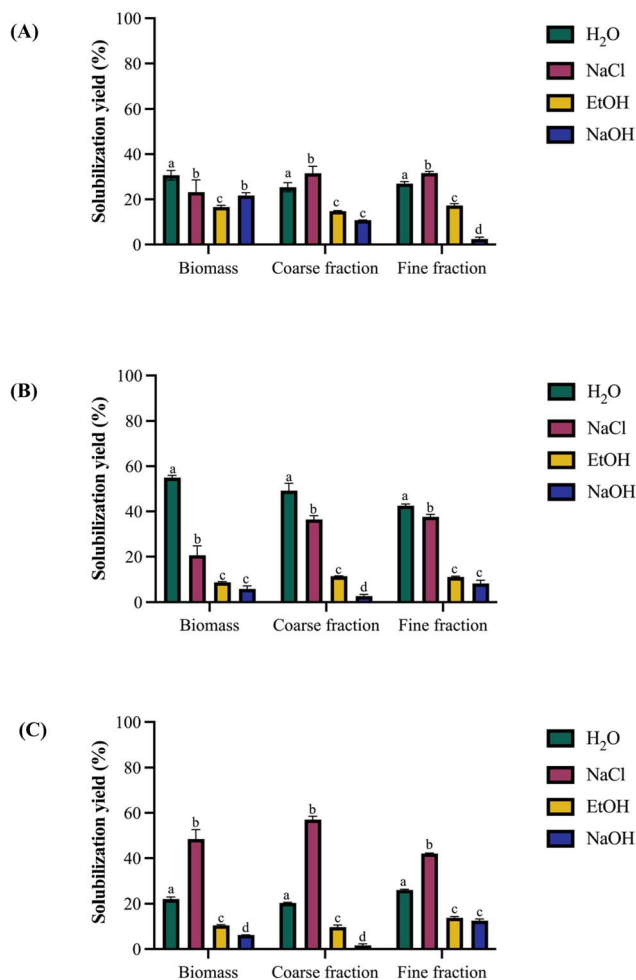 (A)
Solubilization yield (%)
100
80
60
40
20
0
a b c b
a b c c
a b c d
Biomass Coarse fraction Fine fraction
H₂O
NaCl
EtOH
NaOH
(B)
Solubilization yield (%)
100
80
60
40
20
0
a b c c
a b c d
a b c c
Biomass Coarse fraction Fine fraction
H₂O
NaCl
EtOH
NaOH
(C)
Solubilization yield (%)
100
80
60
40
20
0
a b c d
a b c d
a b c c
Biomass Coarse fraction Fine fraction
H₂O
NaCl
EtOH
NaOH